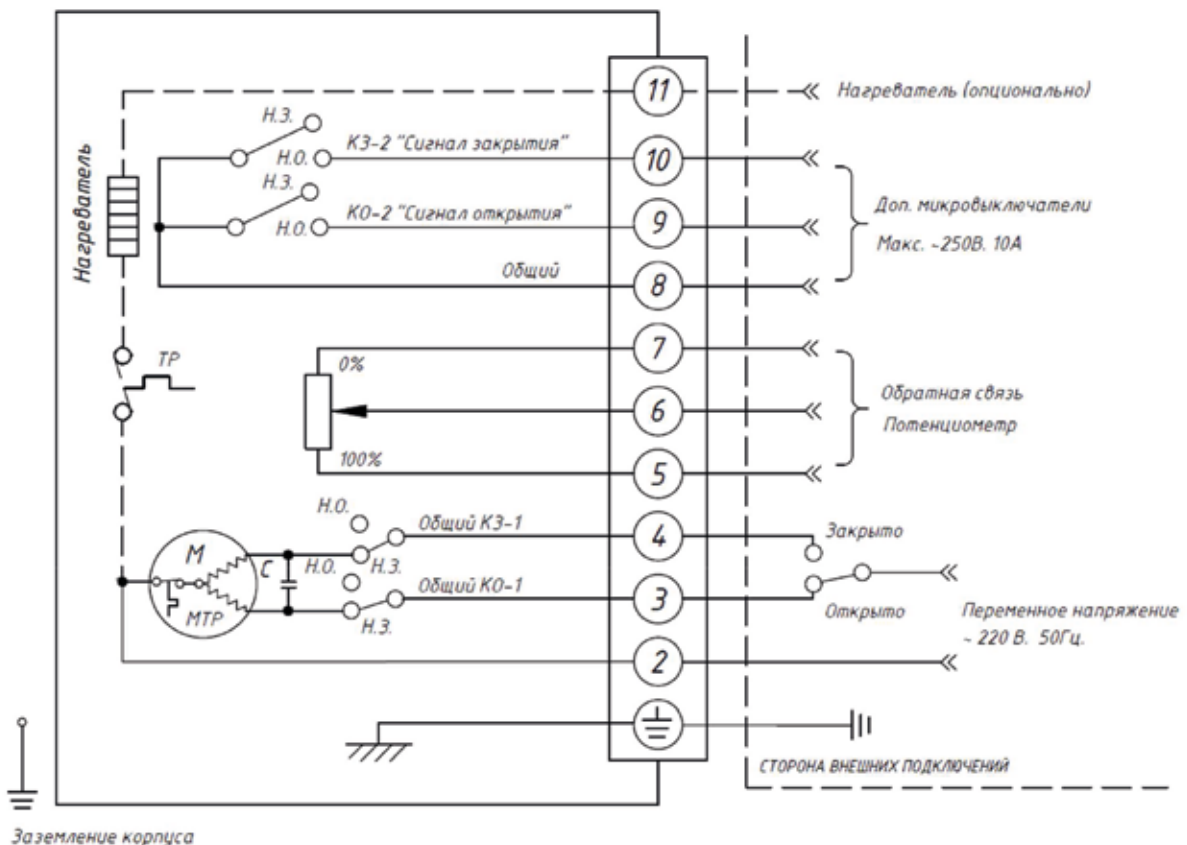 11
Нагреватель (опционально)
Н.З.
КЗ-2 "Сигнал закрытия"
Н.О.
10
Нагреватель
Н.З.
КО-2 "Сигнал открытия"
Н.О.
9
Доп. микровыключатели
Макс. ~250В. 10А
Общий
8
7
ТР
0%
6
Обратная связь
Потенциометр
100%
5
Н.О.
Общий КЗ-1
4
Закрыто
М
С
Н.О.
Н.З.
Общий КО-1
3
МТР
Н.З.
Открыто
Переменное напряжение
~ 220 В. 50Гц.
2
СТОРОНА ВНЕШНИХ ПОДКЛЮЧЕНИЙ
Заземление корпуса